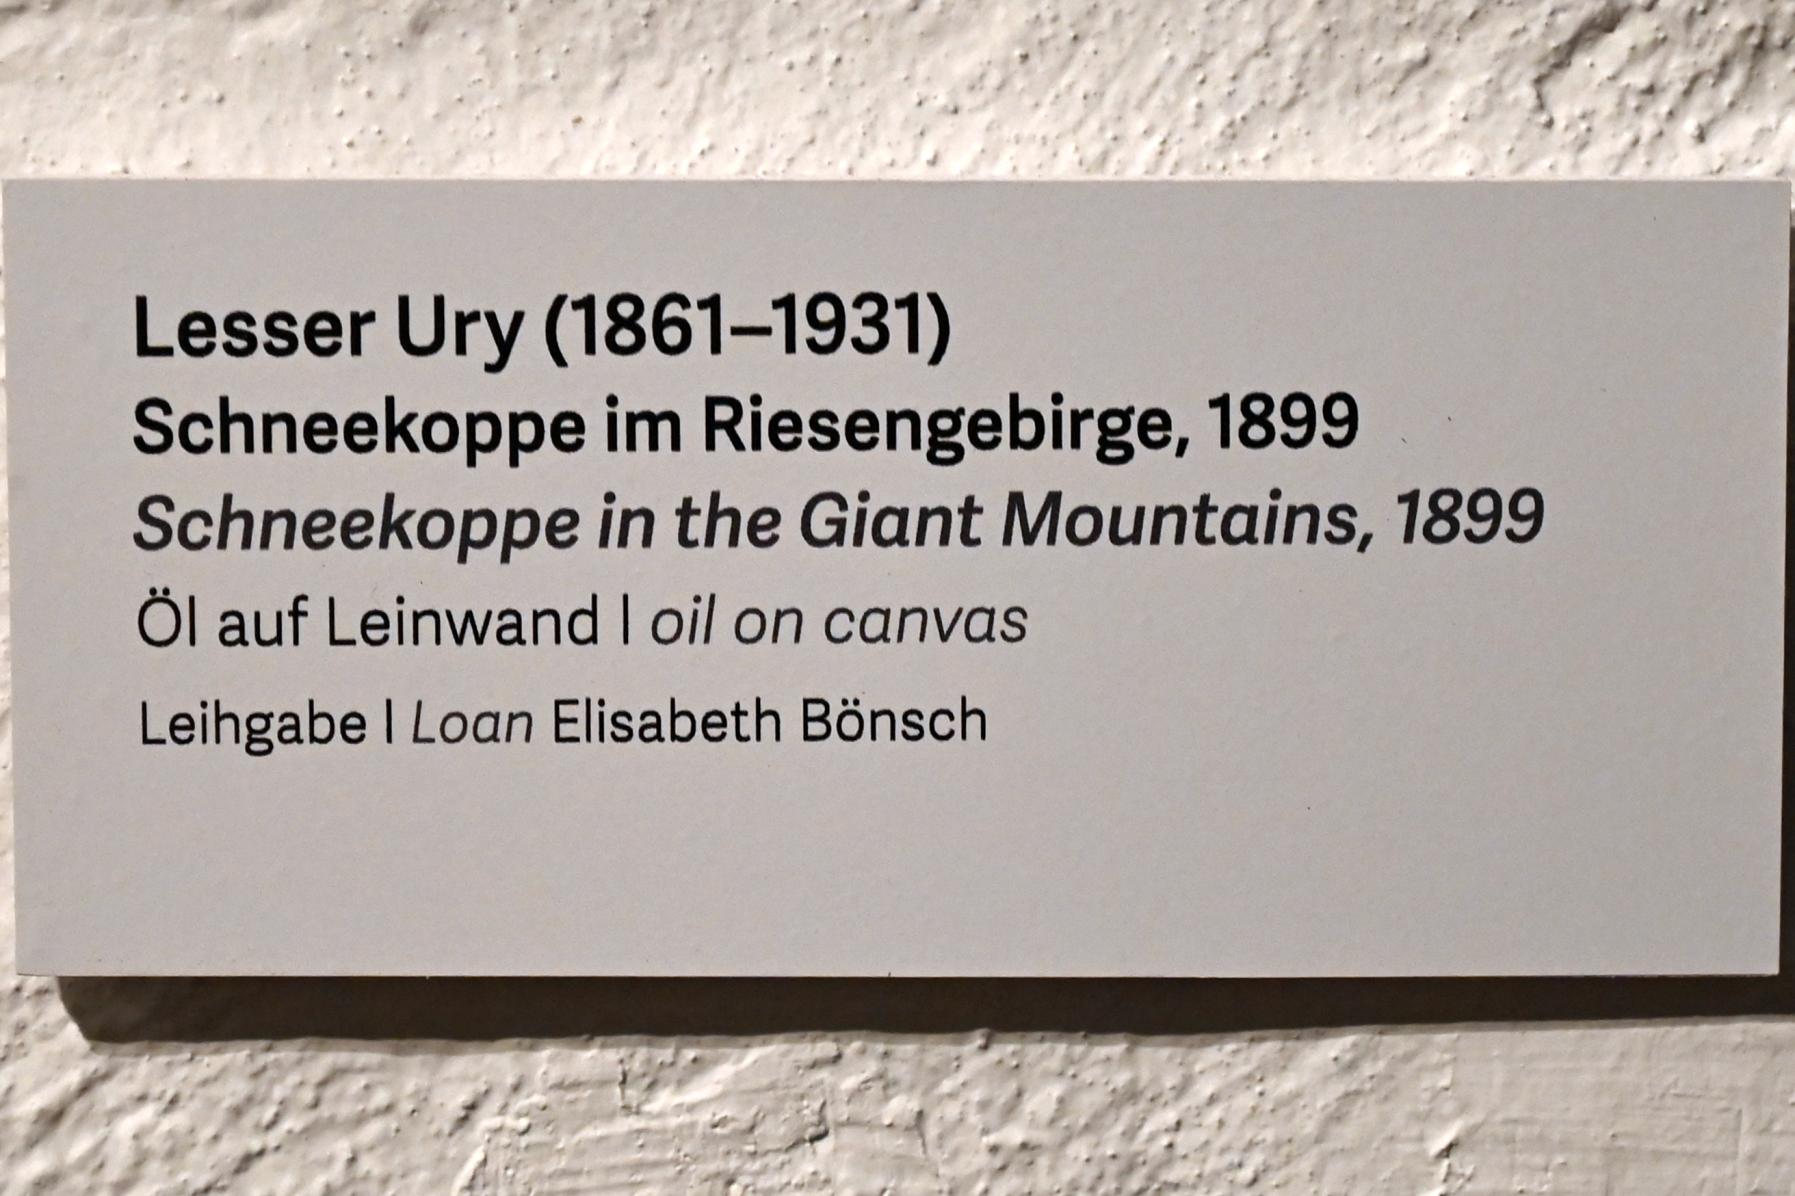 Lesser Ury (1861–1931)
Schneekoppe im Riesengebirge, 1899
Schneekoppe in the Giant Mountains, 1899
Öl auf Leinwand | oil on canvas
Leihgabe | Loan Elisabeth Bönsch